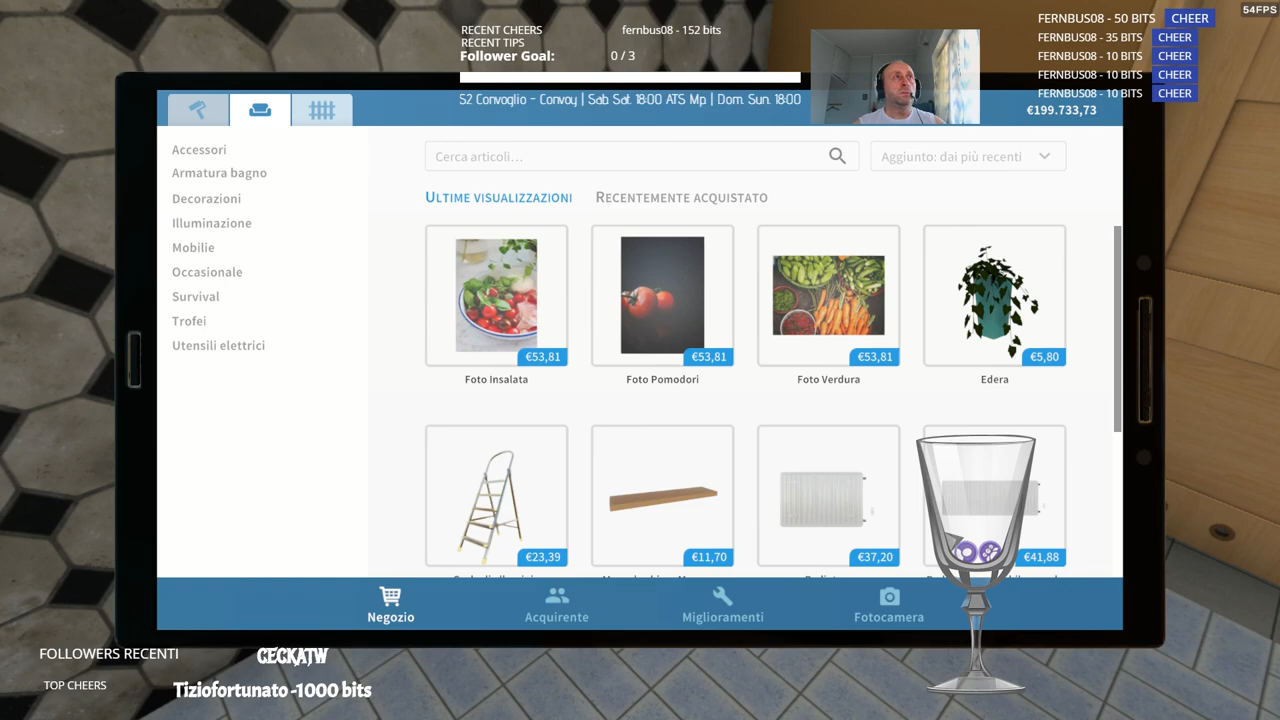 54FPS
RECENT CHEERS fernbus08 - 152 bits
RECENT TIPS
Follower Goal: 0 / 3
FERNBUS08 - 50 BITS CHEER
FERNBUS08 - 35 BITS CHEER
FERNBUS08 - 10 BITS CHEER
FERNBUS08 - 10 BITS CHEER
FERNBUS08 - 10 BITS CHEER
S2 Convoglio - Convoy | Sab Sat. 18:00 ATS Mp | Dom. Sun. 18:00
€199.733,73
Accessori
Armatura bagno
Decorazioni
Illuminazione
Mobilie
Occasionale
Survival
Trofei
Utensili elettrici
Cerca articoli...
Aggiunto: dai più recenti
ULTIME VISUALIZZAZIONI RECENTEMENTE ACQUISTATO
€53,81 €53,81 €53,81 €5,80
Foto Insalata Foto Pomodori Foto Verdura Edera
€23,39 €11,70 €37,20 €41,88
Negozio Acquirente Miglioramenti Fotocamera
FOLLOWERS RECENTI CECKATW
TOP CHEERS Tiziofortunato -1000 bits